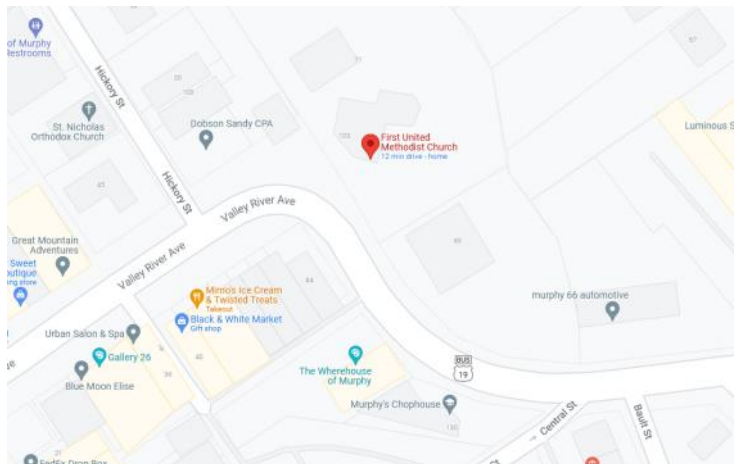 of Murphy
Restrooms
Hickory St
St. Nicholas
Orthodox Church
Dobson Sandy CPA
First United
Methodist Church
12 min drive - home
Hickory St
Valley River Ave
Great Mountain
Adventures
Sweet
outique
ing store
Valley River Ave
Mimo's Ice Cream
& Twisted Treats
Takeout
Black & White Market
Gift shop
Urban Salon & Spa
Gallery 26
Blue Moon Elise
The Wherehouse
of Murphy
BUS
19
Murphy's Chophouse
murphy 66 automotive
Luminous S
Central St
Bault St
FedEx Drop Box